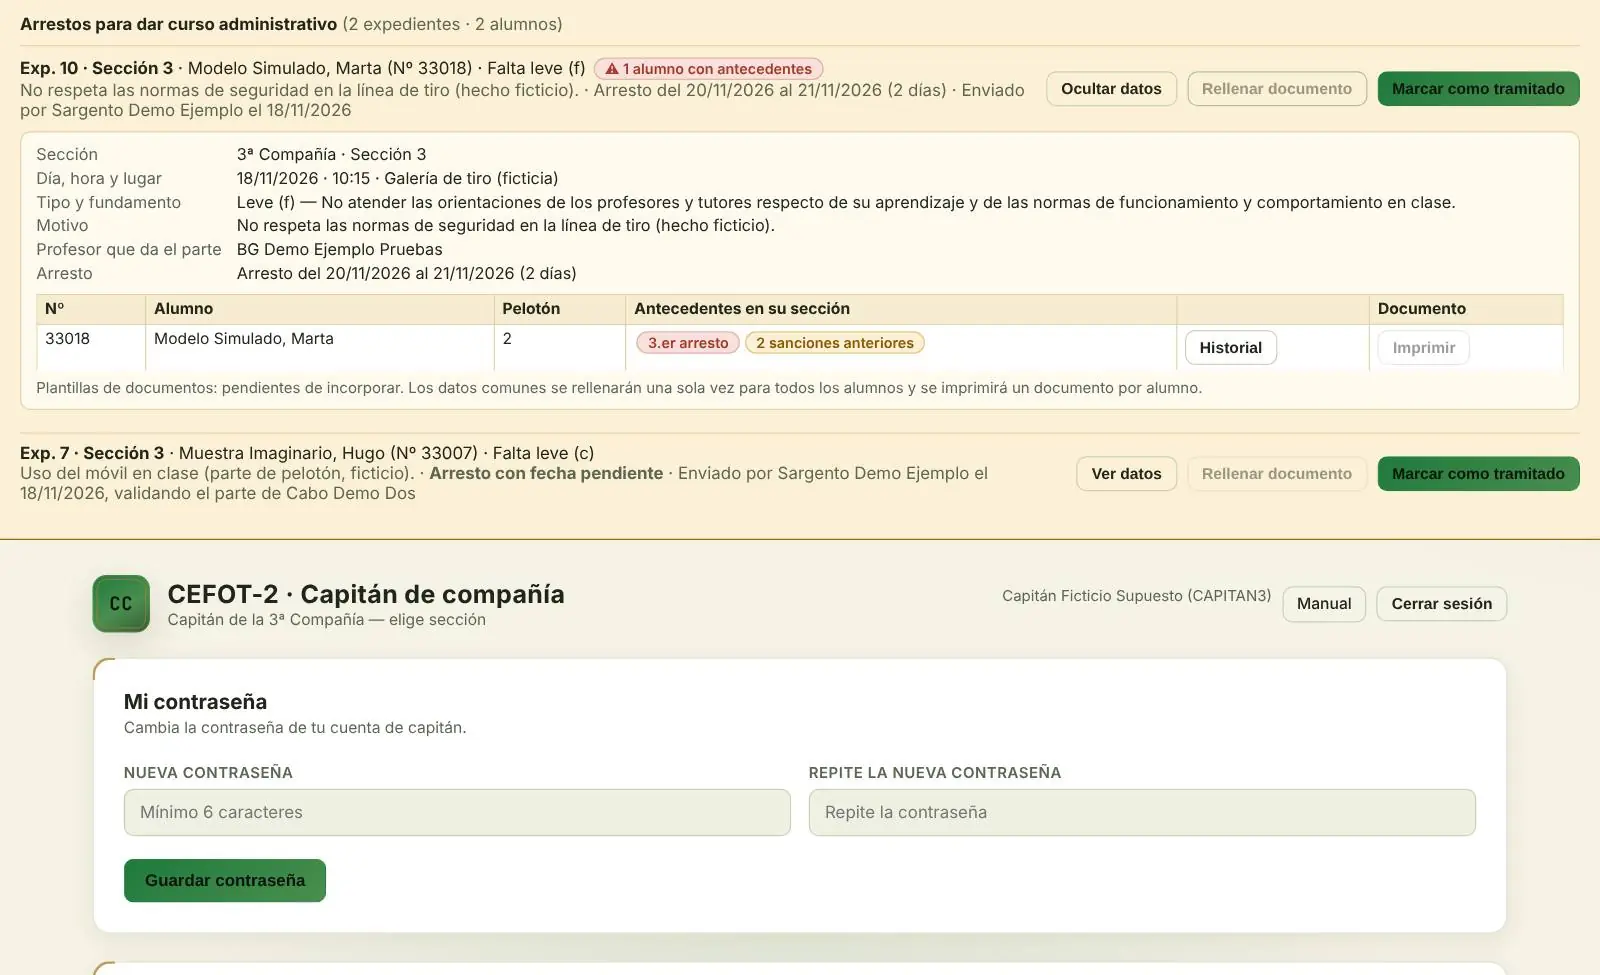 Arrestos para dar curso administrativo (2 expedientes · 2 alumnos)
Exp. 10 · Sección 3 · Modelo Simulado, Marta (Nº 33018) · Falta leve (f) ⚠ 1 alumno con antecedentes
No respeta las normas de seguridad en la línea de tiro (hecho ficticio). · Arresto del 20/11/2026 al 21/11/2026 (2 días) · Enviado
por Sargento Demo Ejemplo el 18/11/2026
Ocultar datos
Rellenar documento
Marcar como tramitado
Sección 3ª Compañía · Sección 3
Día, hora y lugar 18/11/2026 · 10:15 · Galería de tiro (ficticia)
Tipo y fundamento Leve (f) — No atender las orientaciones de los profesores y tutores respecto de su aprendizaje y de las normas de funcionamiento y comportamiento en clase.
Motivo No respeta las normas de seguridad en la línea de tiro (hecho ficticio).
Profesor que da el parte BG Demo Ejemplo Pruebas
Arresto Arresto del 20/11/2026 al 21/11/2026 (2 días)
Nº Alumno Pelotón Antecedentes en su sección Documento
33018 Modelo Simulado, Marta 2 3.er arresto 2 sanciones anteriores Historial Imprimir
Plantillas de documentos: pendientes de incorporar. Los datos comunes se rellenarán una sola vez para todos los alumnos y se imprimirá un documento por alumno.
Exp. 7 · Sección 3 · Muestra Imaginario, Hugo (Nº 33007) · Falta leve (c)
Uso del móvil en clase (parte de pelotón, ficticio). · Arresto con fecha pendiente · Enviado por Sargento Demo Ejemplo el
18/11/2026, validando el parte de Cabo Demo Dos
Ver datos
Rellenar documento
Marcar como tramitado
CC
CEFOT-2 · Capitán de compañía
Capitán de la 3ª Compañía — elige sección
Capitán Ficticio Supuesto (CAPITAN3)
Manual
Cerrar sesión
Mi contraseña
Cambia la contraseña de tu cuenta de capitán.
NUEVA CONTRASEÑA
Mínimo 6 caracteres
REPITE LA NUEVA CONTRASEÑA
Repite la contraseña
Guardar contraseña